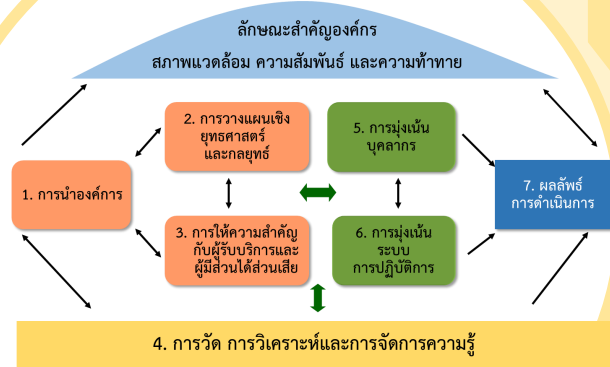 ลักษณะสำคัญองค์กร
สภาพแวดล้อม ความสัมพันธ์ และความท้าทาย
1. การนำองค์การ
2. การวางแผนเชิง
ยุทธศาสตร์
และกลยุทธ์
3. การให้ความสำคัญ
กับผู้รับบริการและ
ผู้มีส่วนได้ส่วนเสีย
5. การมุ่งเน้น
บุคลากร
6. การมุ่งเน้น
ระบบ
การปฏิบัติการ
7. ผลลัพธ์
การดำเนินการ
4. การวัด การวิเคราะห์และการจัดการความรู้